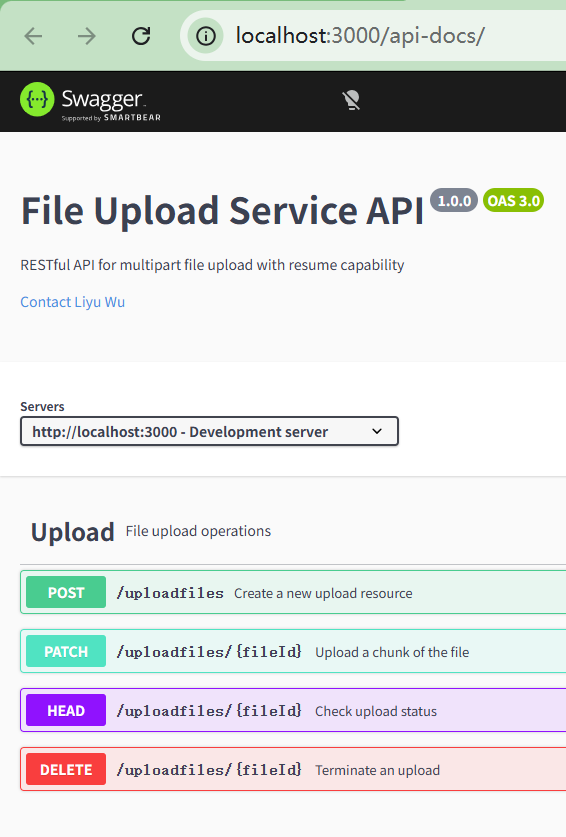 localhost:3000/api-docs/
Swagger
Supported by SMARTBEAR
File Upload Service API 1.0.0 OAS 3.0
RESTful API for multipart file upload with resume capability
Contact Liyu Wu
Servers
http://localhost:3000 - Development server
Upload File upload operations
POST /uploadfiles Create a new upload resource
PATCH /uploadfiles/{fileId} Upload a chunk of the file
HEAD /uploadfiles/{fileId} Check upload status
DELETE /uploadfiles/{fileId} Terminate an upload